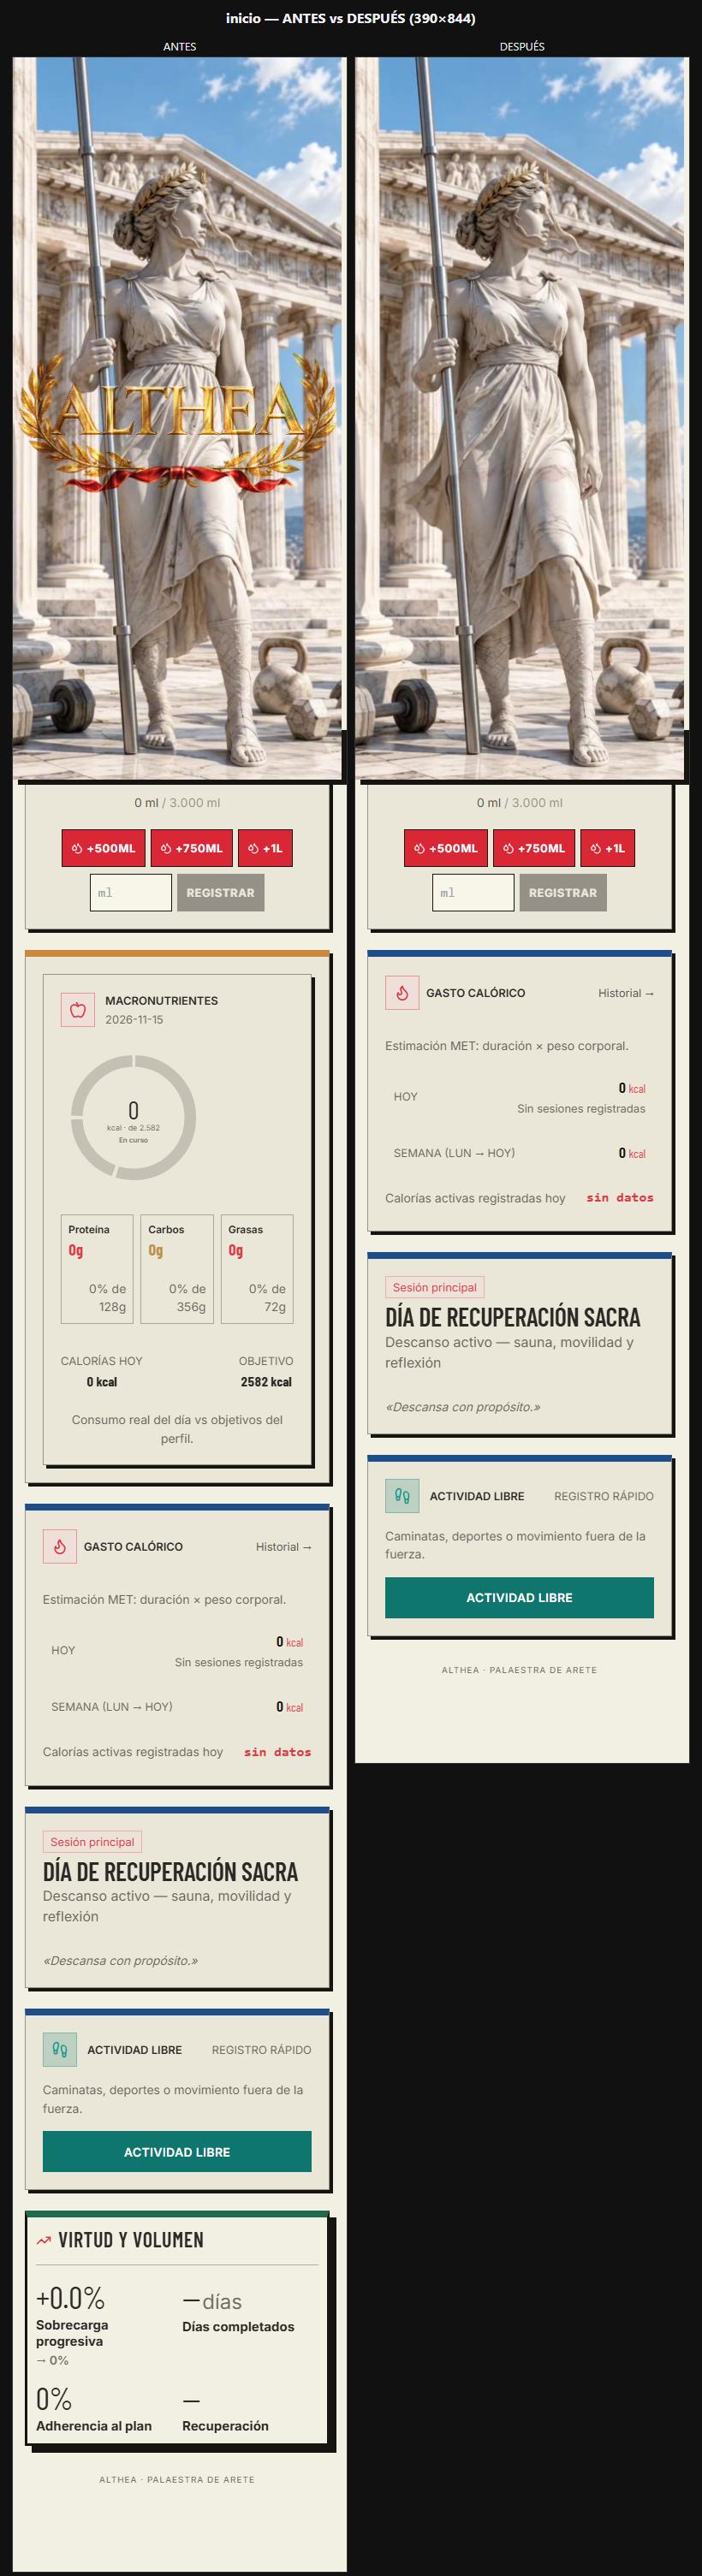 inicio — ANTES vs DESPUÉS (390×844)
ANTES
ALTHEA
0 ml / 3.000 ml
+500ML
+750ML
+1L
ml
REGISTRAR
MACRONUTRIENTES
2026-11-15
0
kcal · de 2.582
En curso
Proteína
0g
0% de
128g
Carbos
0g
0% de
356g
Grasas
0g
0% de
72g
CALORÍAS HOY
0 kcal
OBJETIVO
2582 kcal
Consumo real del día vs objetivos del
perfil.
GASTO CALÓRICO
Historial →
Estimación MET: duración × peso corporal.
HOY
0 kcal
Sin sesiones registradas
SEMANA (LUN → HOY)
0 kcal
Calorías activas registradas hoy
sin datos
Sesión principal
DÍA DE RECUPERACIÓN SACRA
Descanso activo — sauna, movilidad y
reflexión
«Descansa con propósito.»
ACTIVIDAD LIBRE
REGISTRO RÁPIDO
Caminatas, deportes o movimiento fuera de la
fuerza.
ACTIVIDAD LIBRE
VIRTUD Y VOLUMEN
+0.0%
Sobrecarga
progresiva
→ 0%
—días
Días completados
0%
Adherencia al plan
—
Recuperación
ALTHEA · PALAESTRA DE ARETE
DESPUÉS
0 ml / 3.000 ml
+500ML
+750ML
+1L
ml
REGISTRAR
GASTO CALÓRICO
Historial →
Estimación MET: duración × peso corporal.
HOY
0 kcal
Sin sesiones registradas
SEMANA (LUN → HOY)
0 kcal
Calorías activas registradas hoy
sin datos
Sesión principal
DÍA DE RECUPERACIÓN SACRA
Descanso activo — sauna, movilidad y
reflexión
«Descansa con propósito.»
ACTIVIDAD LIBRE
REGISTRO RÁPIDO
Caminatas, deportes o movimiento fuera de la
fuerza.
ACTIVIDAD LIBRE
ALTHEA · PALAESTRA DE ARETE